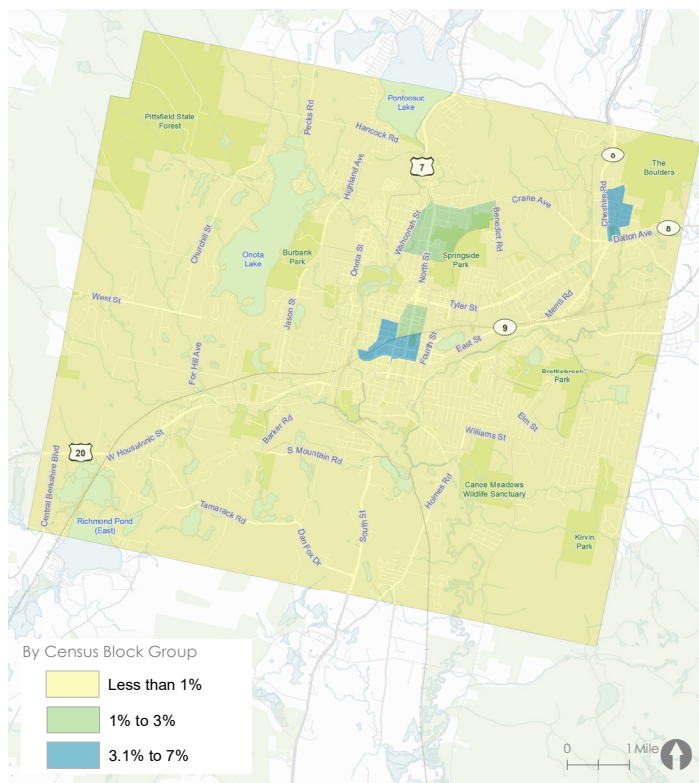 Pontoosuc
Lake
Pittsfield State
Forest
Pecks Rd
Hancock Rd
7
8
The
Boulders
Highland Ave
Cheshire Rd
Crane Ave
Benedict Rd
Wahconah St
Dalton Ave
8
Churchill St
Onota
Lake
Burbank
Park
Onota St
North St
Springside
Park
West St
Jason St
Tyler St
Merrill Rd
9
Fourth St
East St
For Hill Ave
Brattlebrook
Park
Barker Rd
Elm St
Williams St
W Housatonic St
20
S Mountain Rd
Central Berkshire Blvd
Holmes Rd
Canoe Meadows
Wildlife Sanctuary
Tamarack Rd
South St
Richmond Pond
(East)
Dan Fox Dr
Kirvin
Park
By Census Block Group
Less than 1%
1% to 3%
3.1% to 7%
0 1 Mile